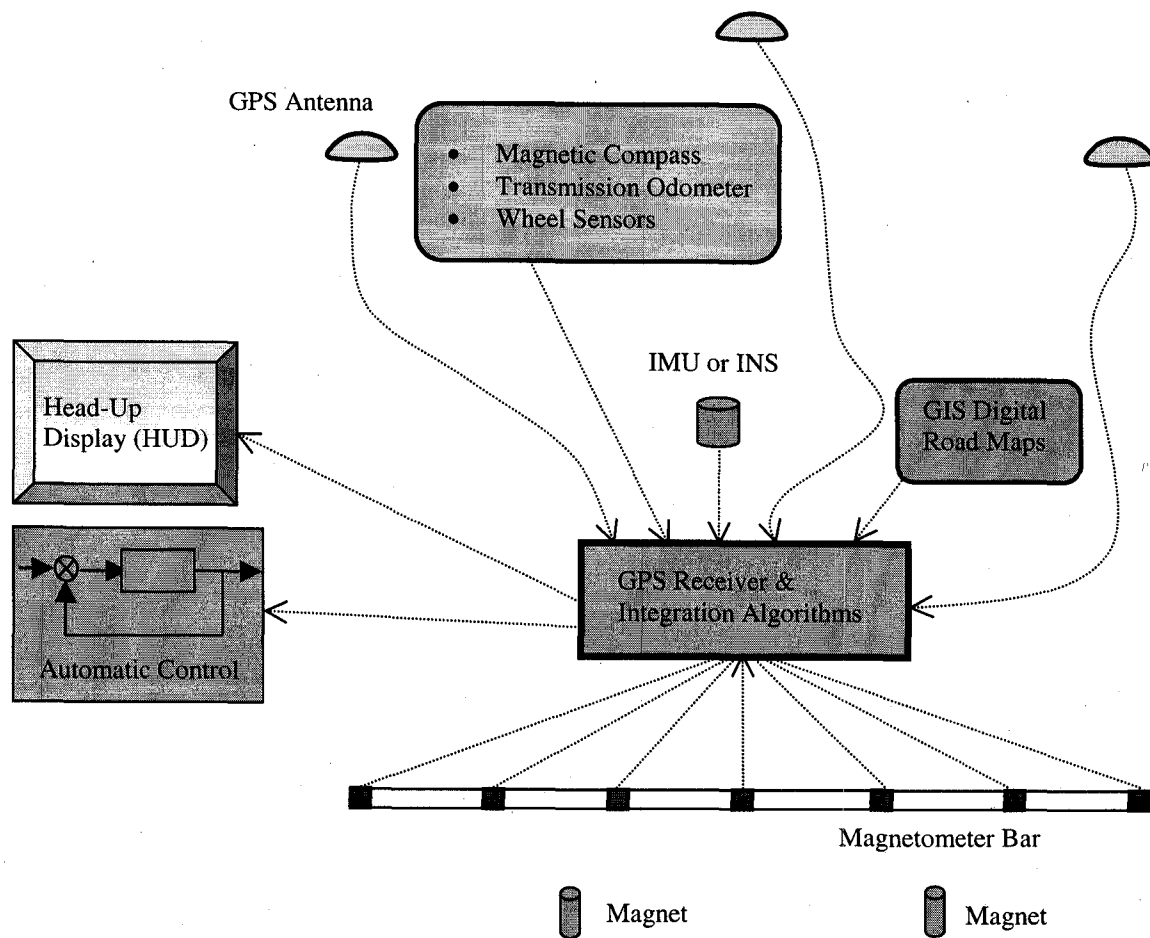 GPS Antenna
• Magnetic Compass
• Transmission Odometer
• Wheel Sensors
IMU or INS
Head-Up
Display (HUD)
GIS Digital
Road Maps
GPS Receiver &
Integration Algorithms
Automatic Control
Magnetometer Bar
Magnet
Magnet